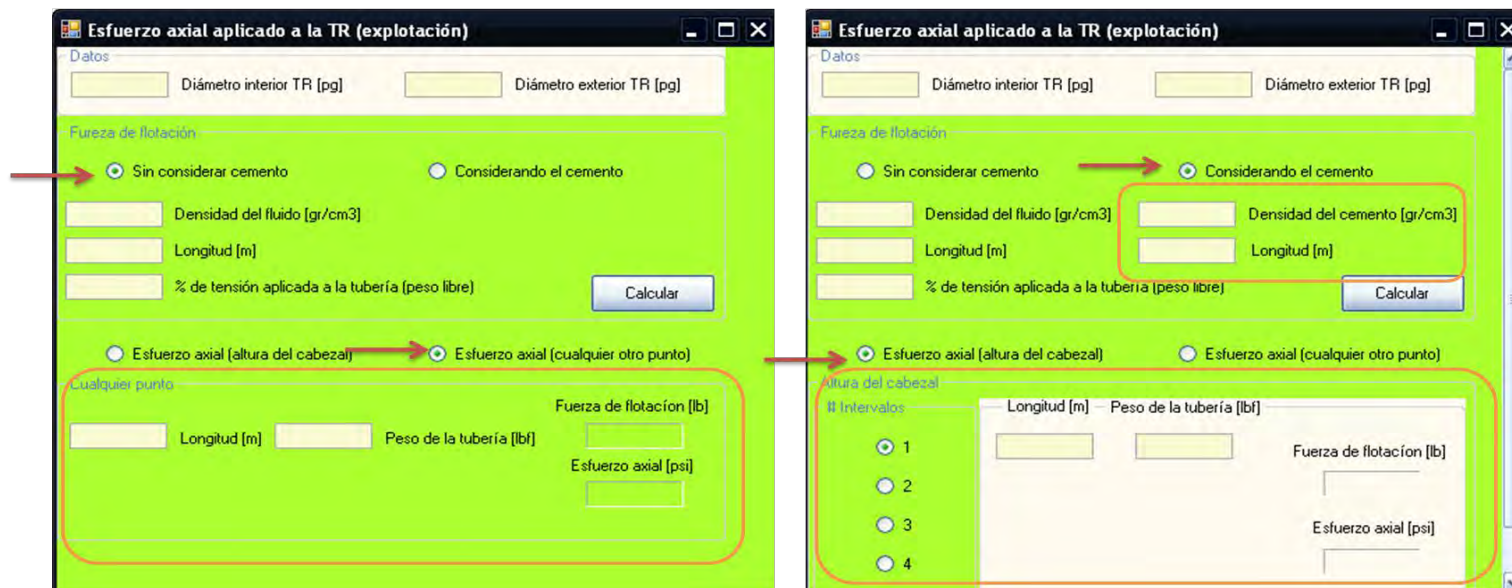 Esfuerzo axial aplicado a la TR (explotación)
Datos
Diámetro interior TR [pg] Diámetro exterior TR [pg]
Fureza de flotación
Sin considerar cemento Considerando el cemento
Densidad del fluido [gr/cm3]
Longitud [m]
% de tensión aplicada a la tubería (peso libre) Calcular
Esfuerzo axial (altura del cabezal) Esfuerzo axial (cualquier otro punto)
Cualquier punto
Fuerza de flotacíon [lb]
Longitud [m] Peso de la tubería [lbf]
Esfuerzo axial [psi]
Esfuerzo axial aplicado a la TR (explotación)
Datos
Diámetro interior TR [pg] Diámetro exterior TR [pg]
Fureza de flotación
Sin considerar cemento Considerando el cemento
Densidad del fluido [gr/cm3] Densidad del cemento [gr/cm3]
Longitud [m] Longitud [m]
% de tensión aplicada a la tubería (peso libre) Calcular
Esfuerzo axial (altura del cabezal) Esfuerzo axial (cualquier otro punto)
Altura del cabezal
# Intervalos Longitud [m] Peso de la tubería [lbf]
1 Fuerza de flotacíon [lb]
2
3 Esfuerzo axial [psi]
4